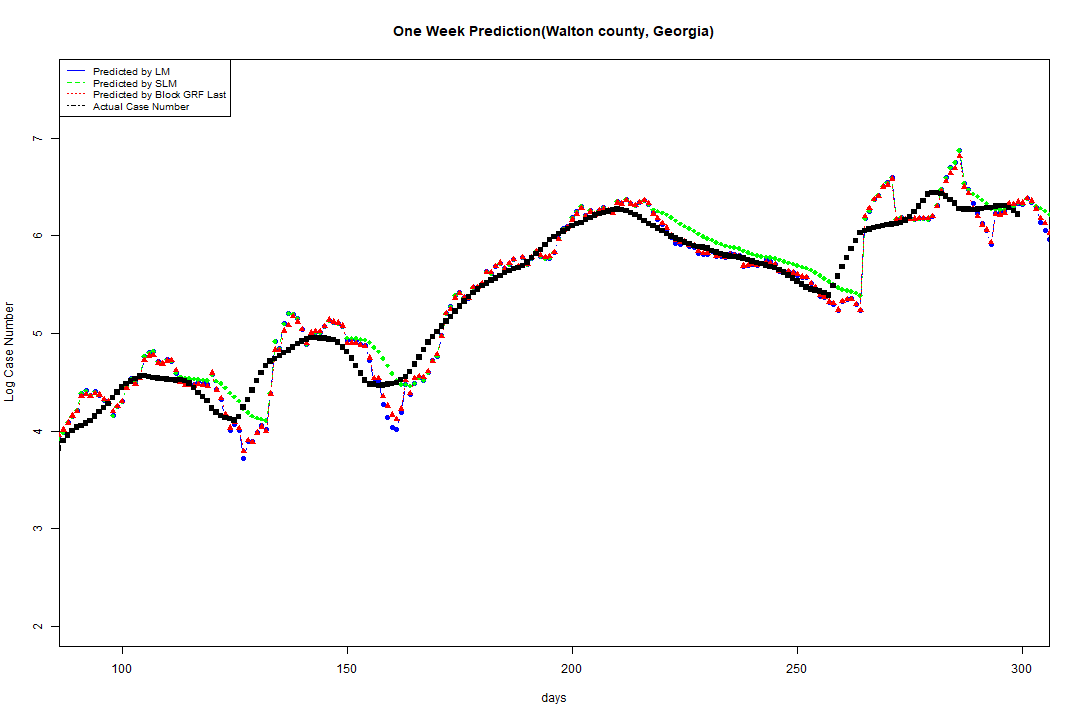 One Week Prediction(Walton county, Georgia)
Predicted by LM
Predicted by SLM
Predicted by Block GRF Last
Actual Case Number
Log Case Number
7
6
5
4
3
2
100 150 200 250 300
days